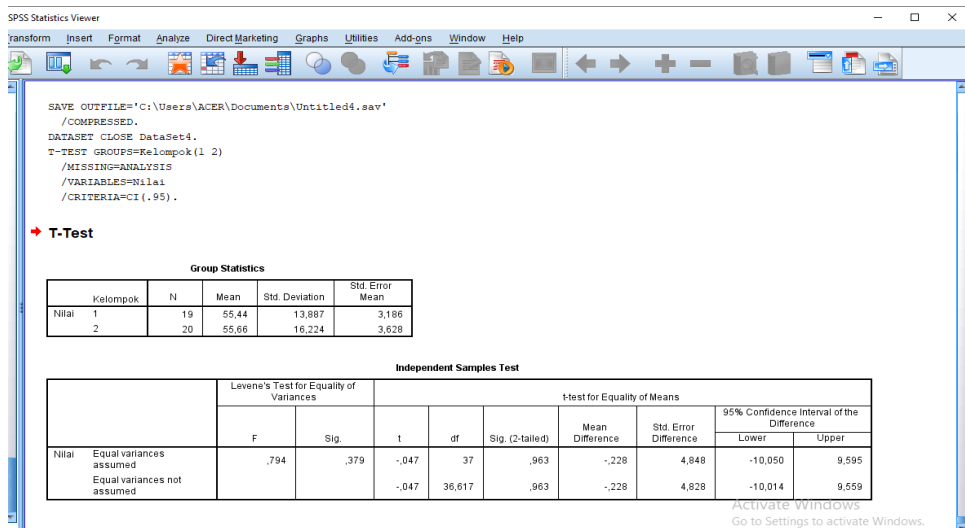 SPSS Statistics Viewer
Transform Insert Format Analyze Direct Marketing Graphs Utilities Add-ons Window Help
SAVE OUTFILE='C:\Users\ACER\Documents\Untitled4.sav'
/COMPRESSED.
DATASET CLOSE DataSet4.
T-TEST GROUPS=Kelompok(1 2)
/MISSING=ANALYSIS
/VARIABLES=Nilai
/CRITERIA=CI(.95).
T-Test
Group Statistics
Kelompok N Mean Std. Deviation Std. Error Mean
Nilai 1 19 55,44 13,887 3,186
2 20 55,66 16,224 3,628
Independent Samples Test
Levene's Test for Equality of Variances t-test for Equality of Means
F Sig. t df Sig. (2-tailed) Mean Difference Std. Error Difference 95% Confidence Interval of the Difference
Lower Upper
Nilai Equal variances assumed ,794 ,379 -,047 37 ,963 -,228 4,848 -10,050 9,595
Equal variances not assumed -,047 36,617 ,963 -,228 4,828 -10,014 9,559
Activate Windows
Go to Settings to activate Windows.